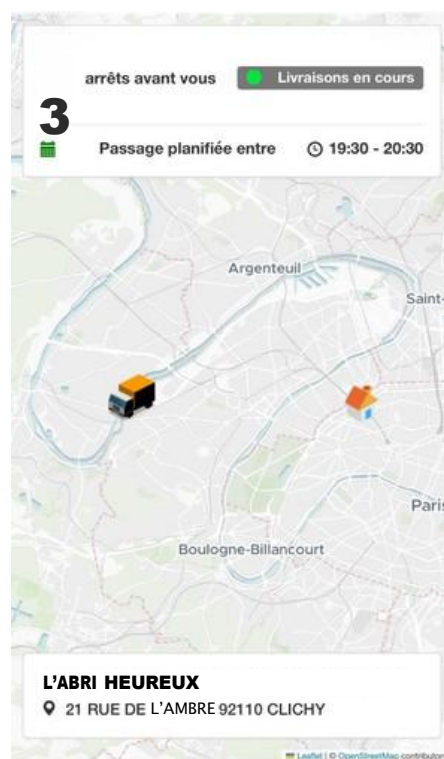 arrêts avant vous
Livraisons en cours
3
Passage planifiée entre
19:30 - 20:30
Argenteuil
Saint-
Paris
Boulogne-Billancourt
L'ABRI HEUREUX
21 RUE DE L'AMBRE 92110 CLICHY
Leaflet | © OpenStreetMap contributors